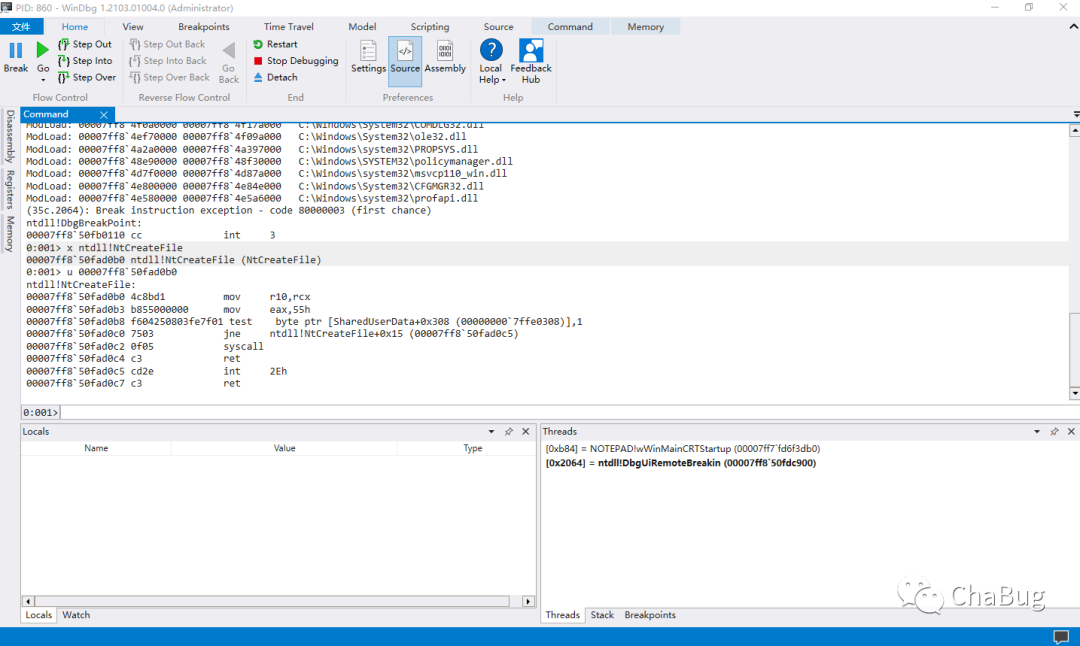 PID: 860 - WinDbg 1.2103.01004.0 (Administrator)
文件 Home View Breakpoints Time Travel Model Scripting Source Command Memory
Break
Go
Step Out
Step Into
Step Over
Flow Control
Step Out Back
Step Into Back
Step Over Back
Go Back
Reverse Flow Control
Restart
Stop Debugging
Detach
End
Settings Source Assembly
Preferences
Local Help
Feedback Hub
Help
Disassembly
Registers
Memory
Command
ModLoad: 00007ff8`4f0a0000 00007ff8`4f17a000 C:\Windows\System32\COMDLG32.dll
ModLoad: 00007ff8`4ef70000 00007ff8`4f09a000 C:\Windows\System32\ole32.dll
ModLoad: 00007ff8`4a2a0000 00007ff8`4a397000 C:\Windows\System32\PROPSYS.dll
ModLoad: 00007ff8`48e90000 00007ff8`48f30000 C:\Windows\SYSTEM32\policymanager.dll
ModLoad: 00007ff8`4d7f0000 00007ff8`4d87a000 C:\Windows\system32\msvcp110_win.dll
ModLoad: 00007ff8`4e800000 00007ff8`4e84e000 C:\Windows\System32\CFGMGR32.dll
ModLoad: 00007ff8`4e580000 00007ff8`4e5a6000 C:\Windows\System32\profapi.dll
(35c.2064): Break instruction exception - code 80000003 (first chance)
ntdll!DbgBreakPoint:
00007ff8`50fb0110 cc int 3
0:001> x ntdll!NtCreateFile
00007ff8`50fad0b0 ntdll!NtCreateFile (NtCreateFile)
0:001> u 00007ff8`50fad0b0
ntdll!NtCreateFile:
00007ff8`50fad0b0 4c8bd1 mov r10,rcx
00007ff8`50fad0b3 b855000000 mov eax,55h
00007ff8`50fad0b8 f604250803fe7f01 test byte ptr [SharedUserData+0x308 (00000000`7ffe0308)],1
00007ff8`50fad0c0 7503 jne ntdll!NtCreateFile+0x15 (00007ff8`50fad0c5)
00007ff8`50fad0c2 0f05 syscall
00007ff8`50fad0c4 c3 ret
00007ff8`50fad0c5 cd2e int 2Eh
00007ff8`50fad0c7 c3 ret
0:001>
Locals
Name Value Type
Locals Watch
Threads
[0xb84] = NOTEPAD!wWinMainCRTStartup (00007ff7`fd6f3db0)
[0x2064] = ntdll!DbgUiRemoteBreakin (00007ff8`50fdc900)
Threads Stack Breakpoints
ChaBug